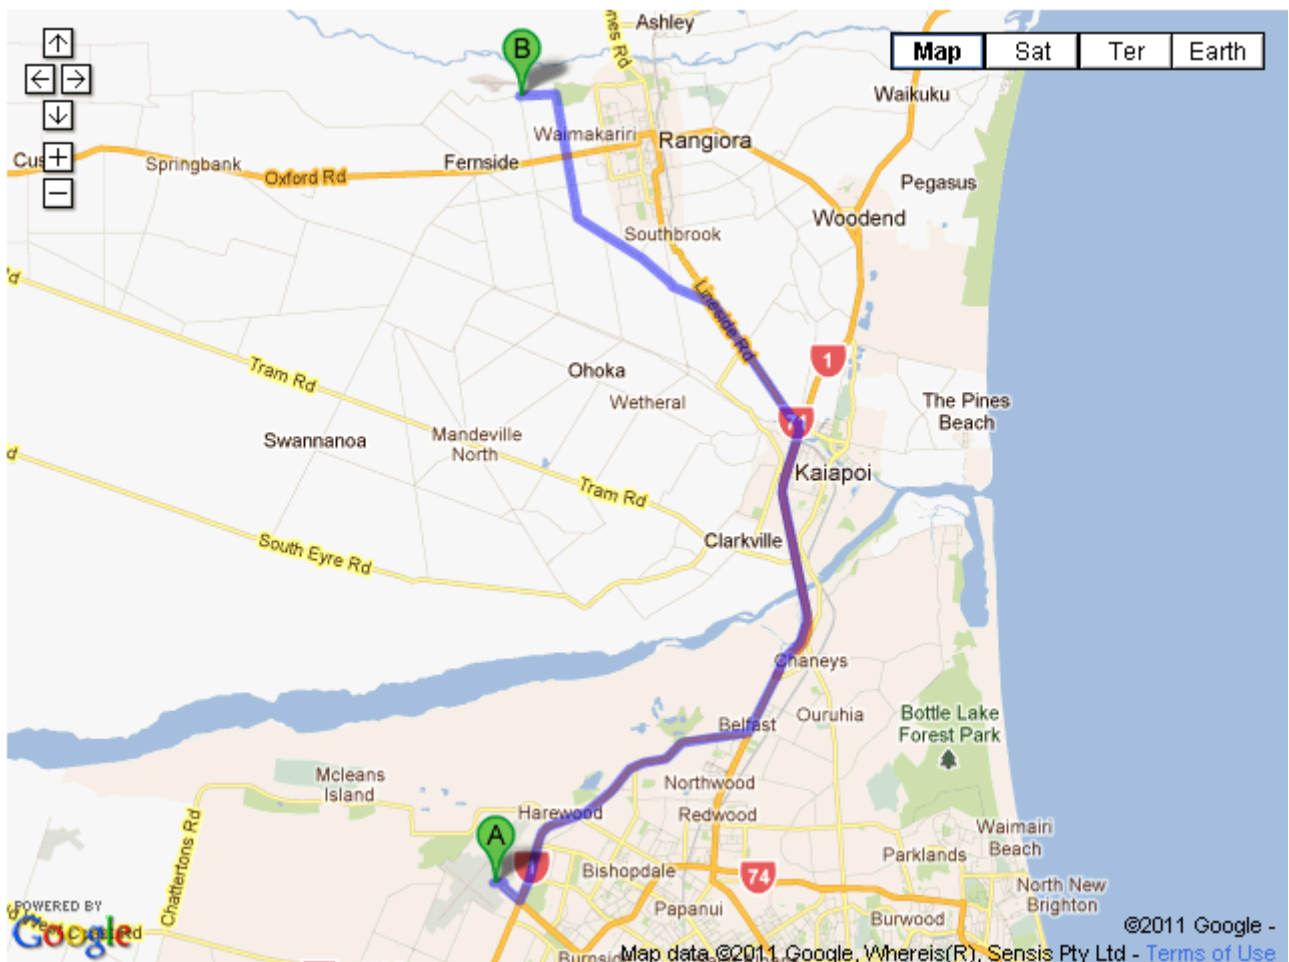 Ashley
B
Map Sat Ter Earth
Waikuku
Waimakariri
Rangiora
Fernside
Springbank
Oxford Rd
Pegasus
Woodend
Southbrook
Lineside Rd
1
Tram Rd
Ohoka
Wetheral
The Pines
Beach
71
Swannanoa
Mandeville
North
Kaiapoi
Tram Rd
Clarkville
South Eyre Rd
Chaneys
Ouruhia
Belfast
Bottle Lake
Forest Park
Mcleans
Island
Northwood
Harewood
Redwood
A
Waimairi
Beach
Chattertons Rd
Parklands
Bishopdale
74
North New
Brighton
Papanui
Burwood
POWERED BY
Google
©2011 Google -
Map data ©2011 Google, Whereis(R), Sensis Pty Ltd - Terms of Use